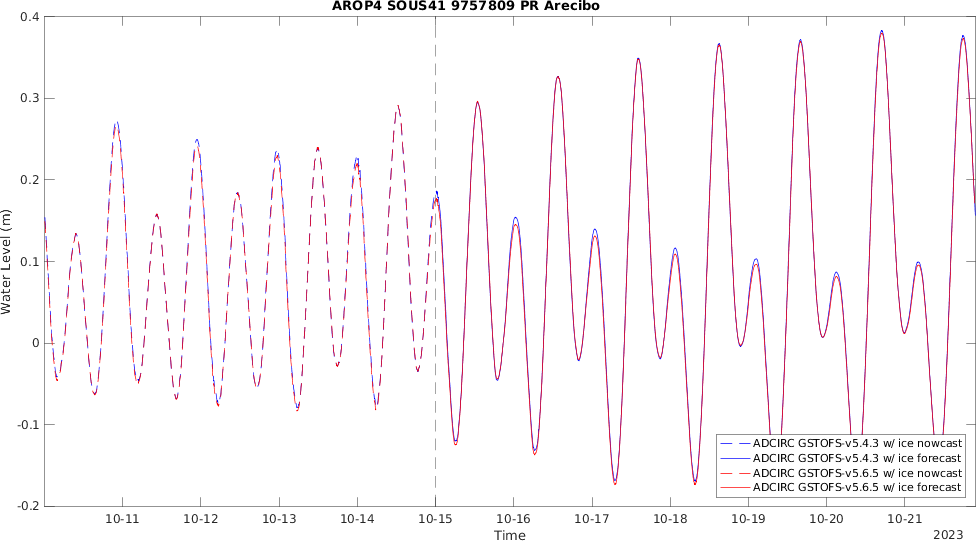 AROP4 SOUS41 9757809 PR Arecibo
0.4
0.3
0.2
0.1
0
-0.1
-0.2
Water Level (m)
10-11 10-12 10-13 10-14 10-15 10-16 10-17 10-18 10-19 10-20 10-21
Time
2023
ADCIRC GSTOFS-v5.4.3 w/ ice nowcast
ADCIRC GSTOFS-v5.4.3 w/ ice forecast
ADCIRC GSTOFS-v5.6.5 w/ ice nowcast
ADCIRC GSTOFS-v5.6.5 w/ ice forecast